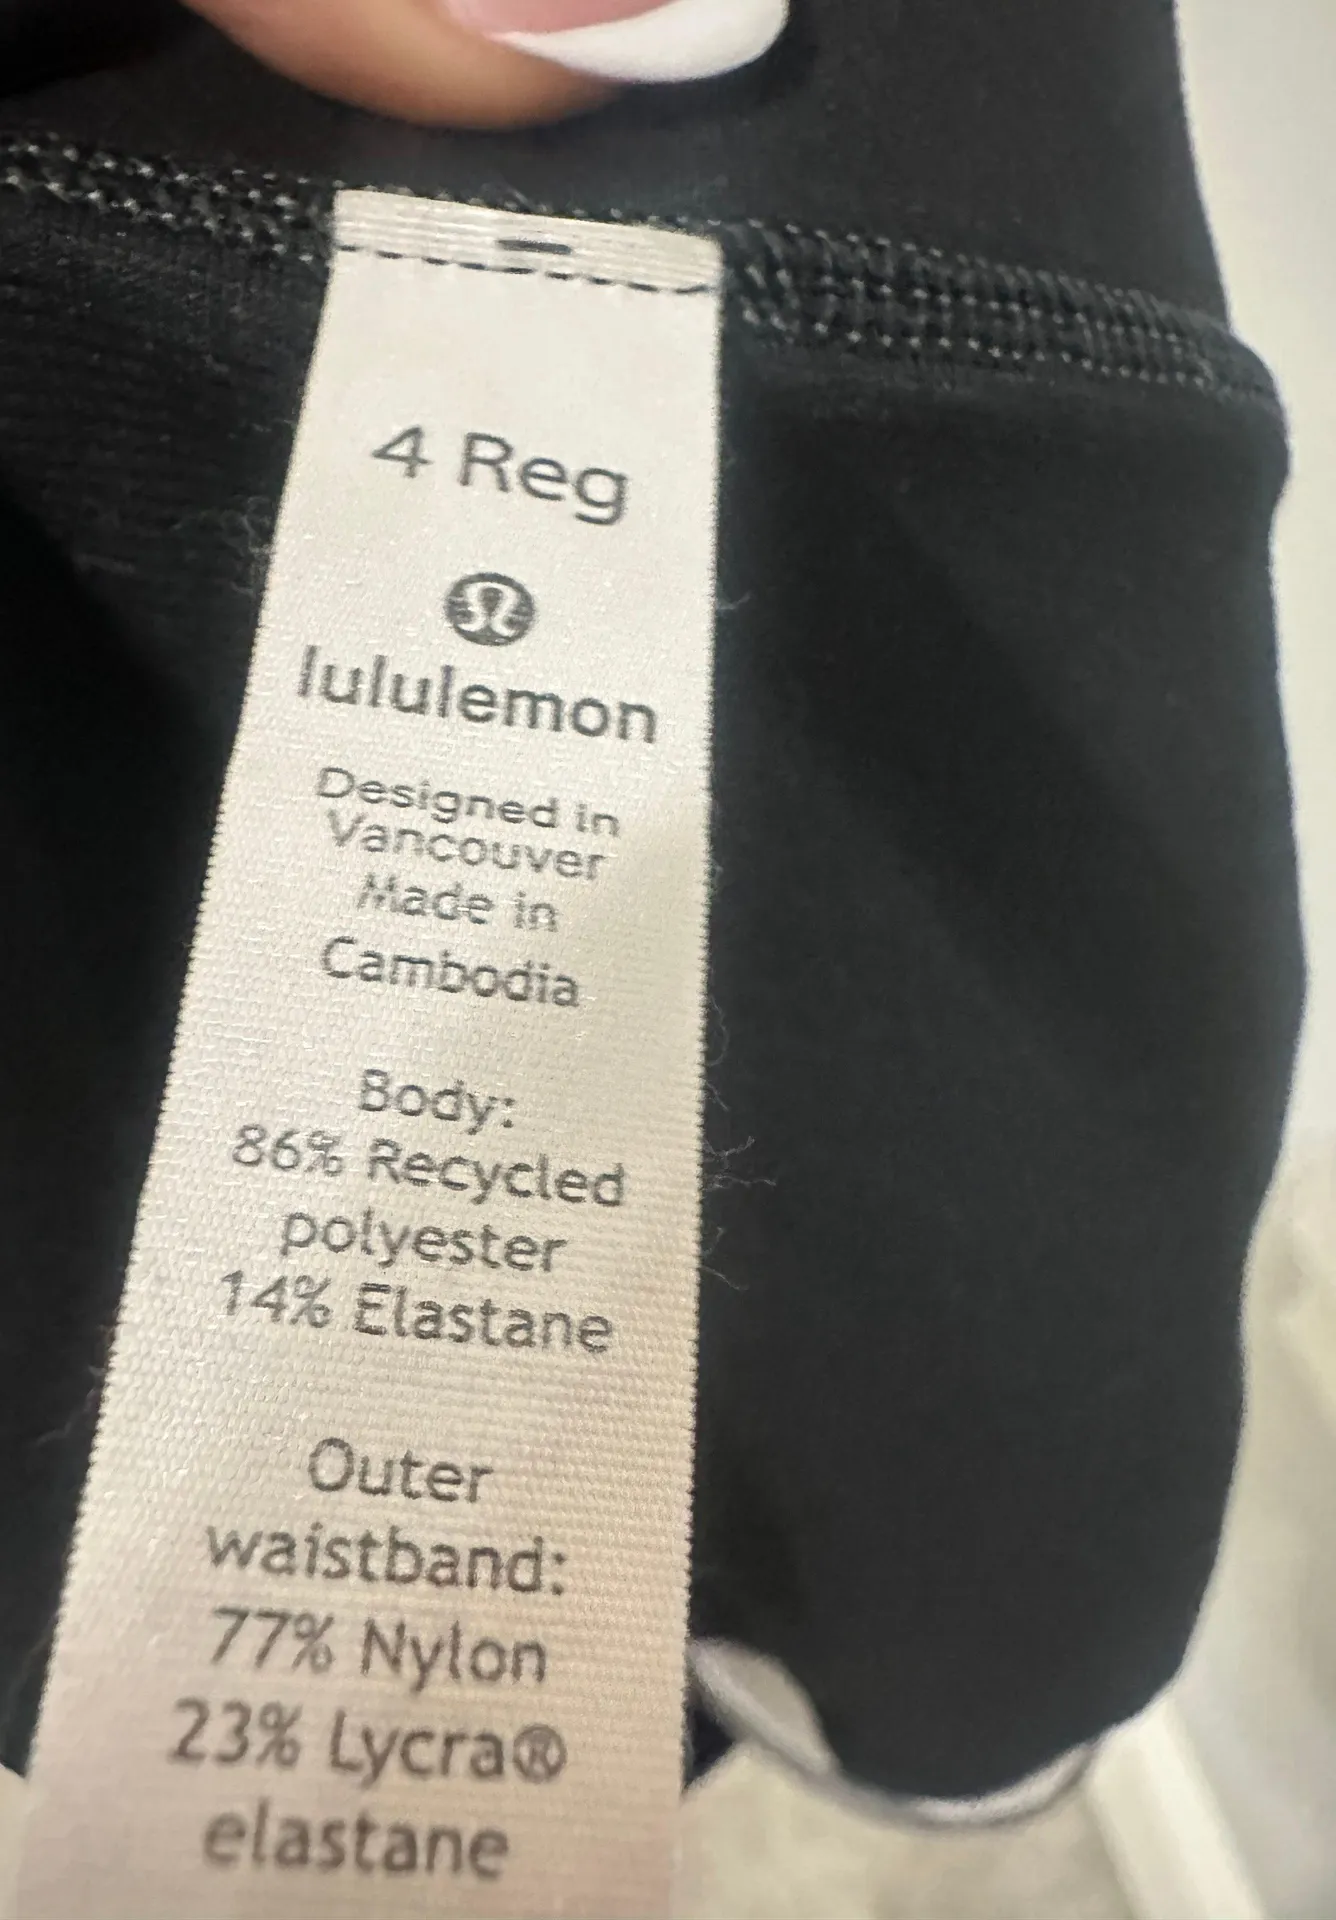 4 Reg
lululemon
Designed in
Vancouver
Made in
Cambodia
Body:
86% Recycled
polyester
14% Elastane
Outer
waistband:
77% Nylon
23% Lycra®
elastane